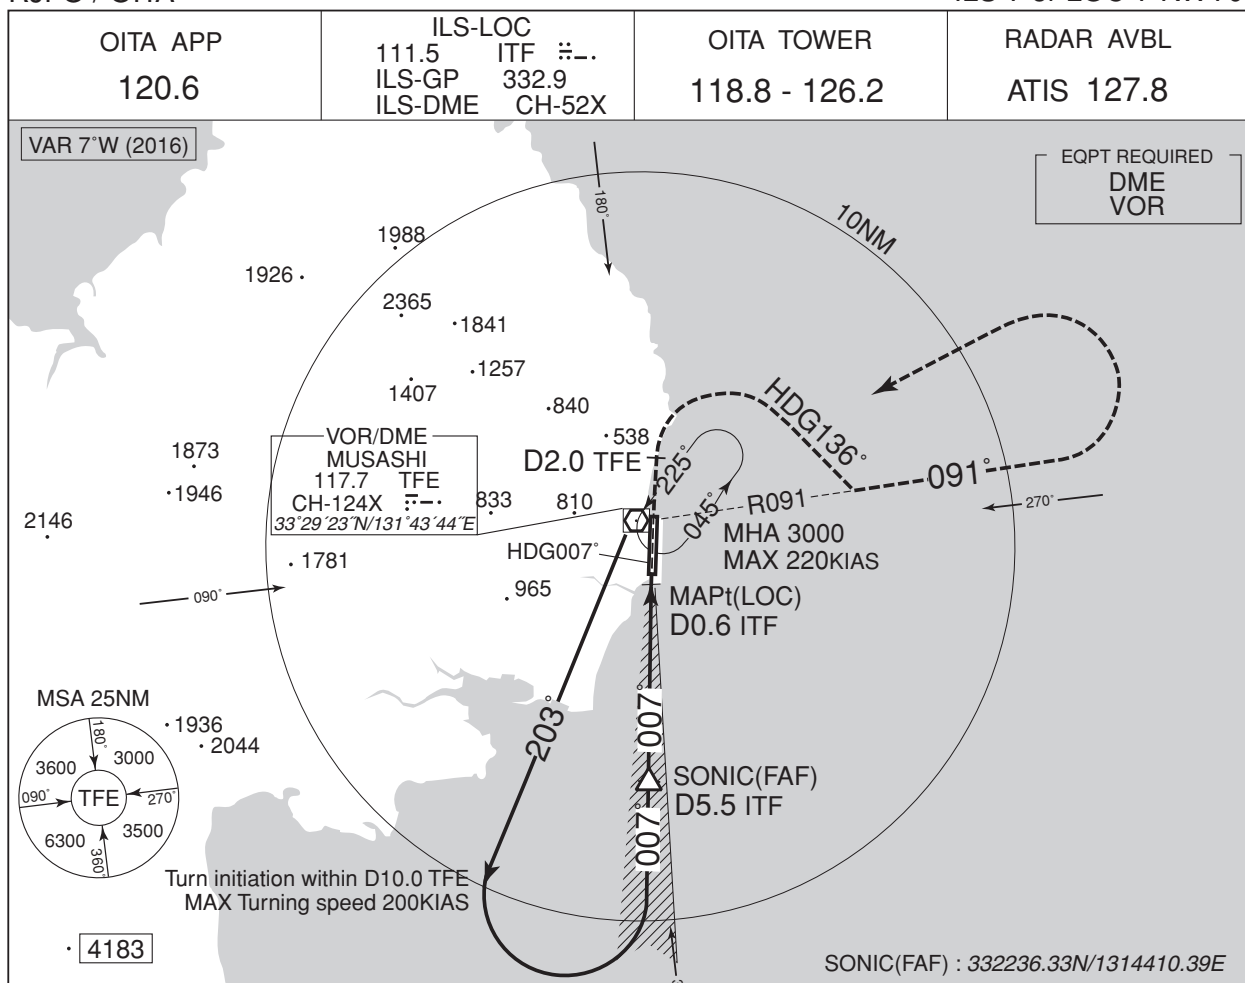 OITA APP
120.6
ILS-LOC
111.5 ITF
ILS-GP 332.9
ILS-DME CH-52X
OITA TOWER
118.8 - 126.2
RADAR AVBL
ATIS 127.8
VAR 7°W (2016)
EQPT REQUIRED
DME
VOR
180°
10NM
1988
1926
2365
1841
1257
1407
840
538
HDG136°
VOR/DME
MUSASHI
117.7 TFE
CH-124X
33°29´23˝N/131°43´44˝E
1873
1946
2146
833
810
D2.0 TFE
225°
045°
R091
091°
270°
MHA 3000
MAX 220KIAS
HDG007°
1781
965
090°
MAPt(LOC)
D0.6 ITF
203°
007°
SONIC(FAF)
D5.5 ITF
007°
MSA 25NM
180°
3600
3000
090°
TFE
270°
6300
3500
360°
1936
2044
Turn initiation within D10.0 TFE
MAX Turning speed 200KIAS
4183
SONIC(FAF) : 332236.33N/1314410.39E